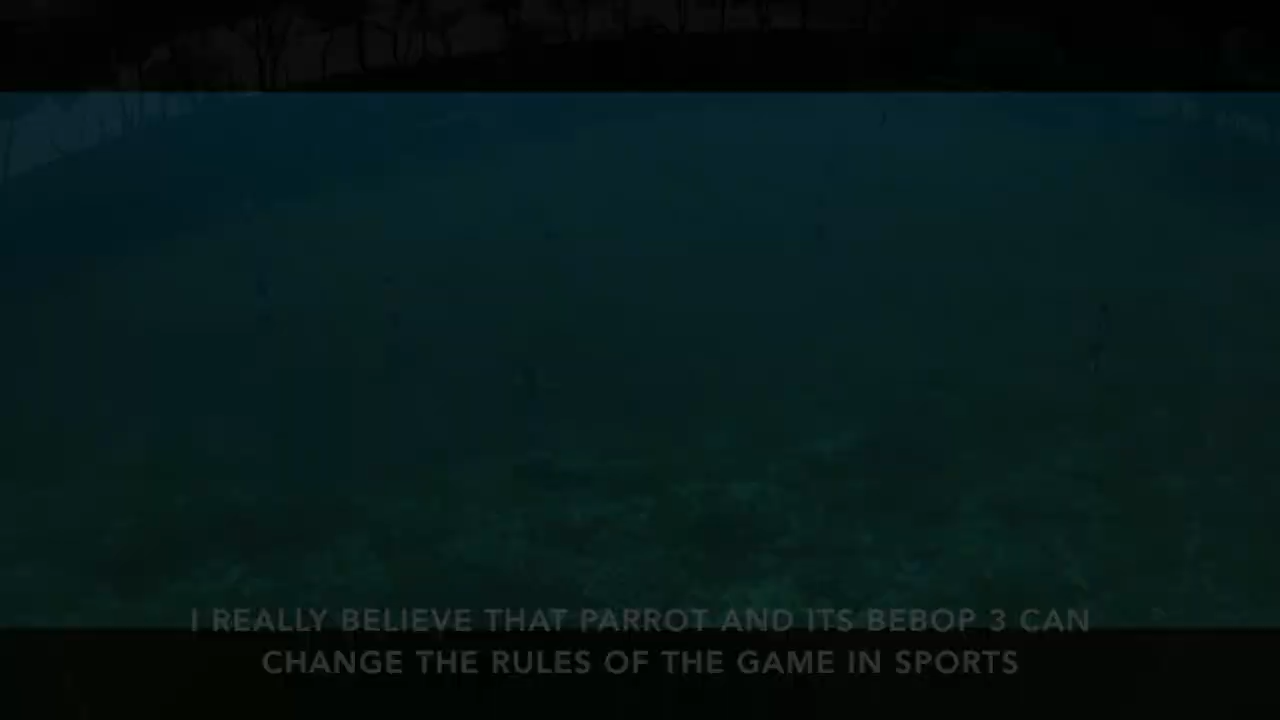 I REALLY BELIEVE THAT PARROT AND ITS BEBOP 3 CAN
CHANGE THE RULES OF THE GAME IN SPORTS